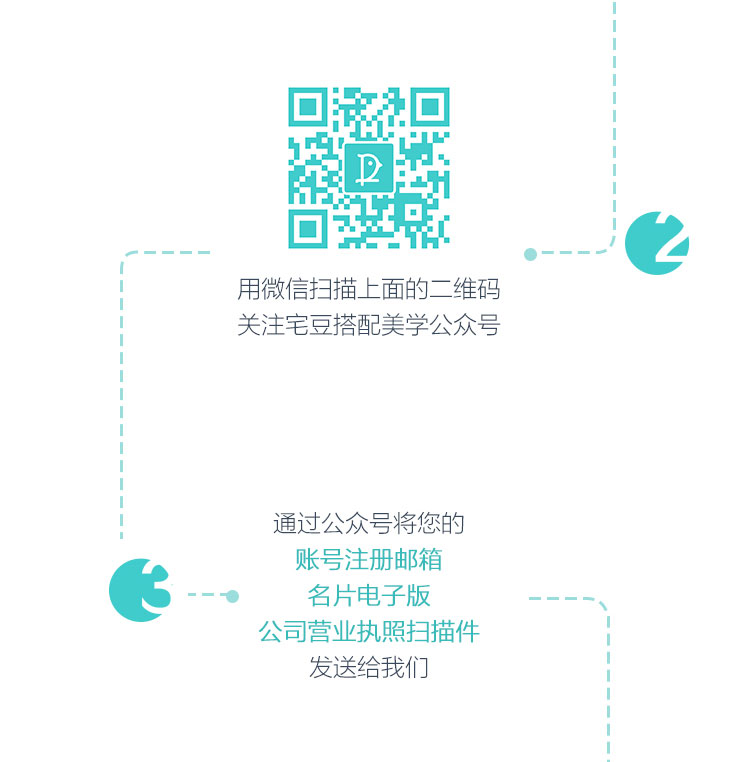 2
用微信扫描上面的二维码
关注宅豆搭配美学公众号
通过公众号将您的
账号注册邮箱
3
名片电子版
公司营业执照扫描件
发送给我们